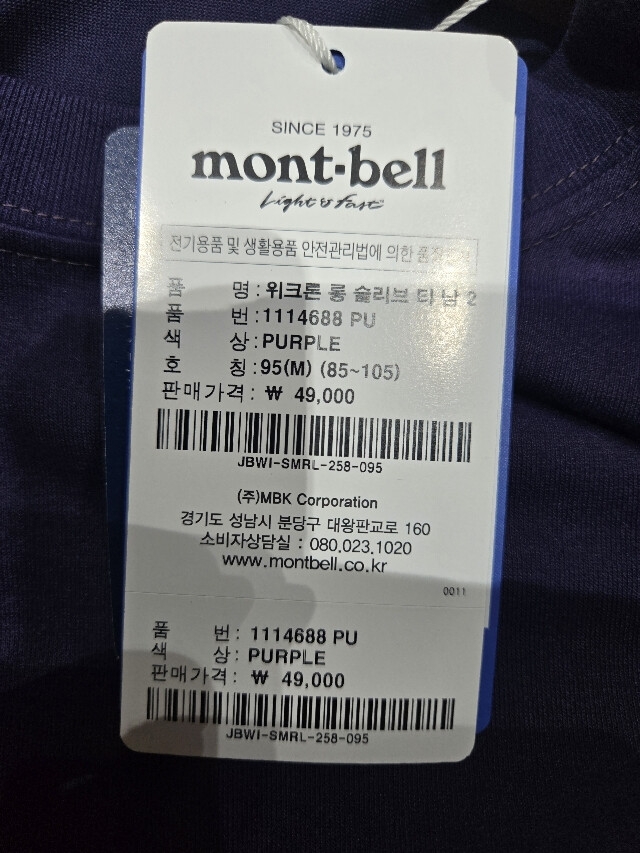 SINCE 1975
mont-bell
Light & Fast
전기용품 및 생활용품 안전관리법에 의한 품질표시
품 명 : 위크론 롱 슬리브 티 남 2
품 번 : 1114688 PU
색 상 : PURPLE
호 칭 : 95(M) (85~105)
판매가격 : ₩ 49,000
JBWI-SMRL-258-095
(주)MBK Corporation
경기도 성남시 분당구 대왕판교로 160
소비자상담실 : 080.023.1020
www.montbell.co.kr
0011
품 번 : 1114688 PU
색 상 : PURPLE
판매가격 : ₩ 49,000
JBWI-SMRL-258-095